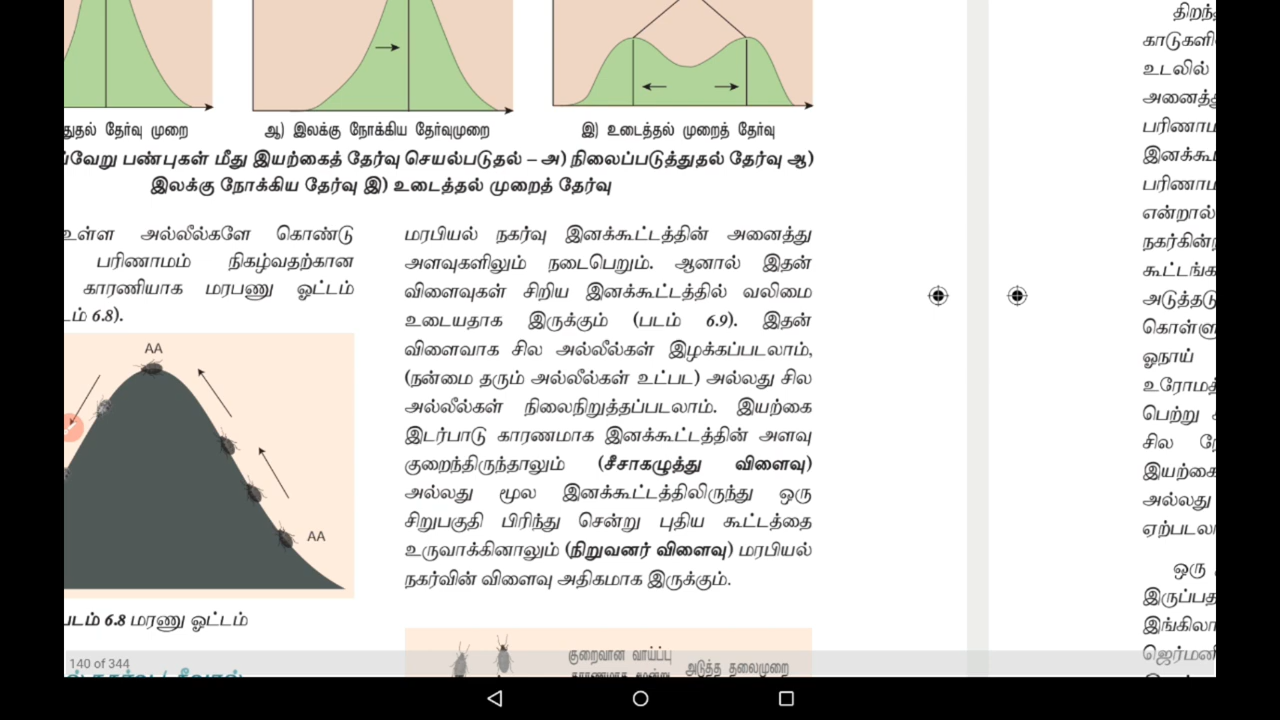 துதல் தேர்வு முறை
ஆ) இலக்கு நோக்கிய தேர்வுமுறை
இ) உடைத்தல் முறைத் தேர்வு
வ்வேறு பண்புகள் மீது இயற்கைத் தேர்வு செயல்படுதல் – அ) நிலைப்படுத்துதல் தேர்வு ஆ)
இலக்கு நோக்கிய தேர்வு இ) உடைத்தல் முறைத் தேர்வு
உள்ள அல்லீல்களே கொண்டு
பரிணாமம் நிகழ்வதற்கான
காரணியாக மரபணு ஓட்டம்
டம் 6.8).
AA
AA
படம் 6.8 மரணு ஓட்டம்
மரபியல் நகர்வு இனக்கூட்டத்தின் அனைத்து
அளவுகளிலும் நடைபெறும். ஆனால் இதன்
விளைவுகள் சிறிய இனக்கூட்டத்தில் வலிமை
உடையதாக இருக்கும் (படம் 6.9). இதன்
விளைவாக சில அல்லீல்கள் இழக்கப்படலாம்,
(நன்மை தரும் அல்லீல்கள் உட்பட) அல்லது சில
அல்லீல்கள் நிலைநிறுத்தப்படலாம். இயற்கை
இடர்பாடு காரணமாக இனக்கூட்டத்தின் அளவு
குறைந்திருந்தாலும் (சீசாகழுத்து விளைவு)
அல்லது மூல இனக்கூட்டத்திலிருந்து ஒரு
சிறுபகுதி பிரிந்து சென்று புதிய கூட்டத்தை
உருவாக்கினாலும் (நிறுவனர் விளைவு) மரபியல்
நகர்வின் விளைவு அதிகமாக இருக்கும்.
குறைவான வாய்ப்பு
அடுத்த தலைமுறை
140 of 344
திறந்
காடுகளி
உடலில்
அனைத்
பரிணாம
இனக்கூ
பரிணாம
என்றால்
நகர்கின்
கூட்டங்க
அடுத்தடு
கொள்ளு
ஓநாய்
உரோமத்
பெற்று
சில
இயற்கை
அல்லது
ஏற்படலா
ஒரு
இருப்பத
இங்கிலா
ஜெர்மனி